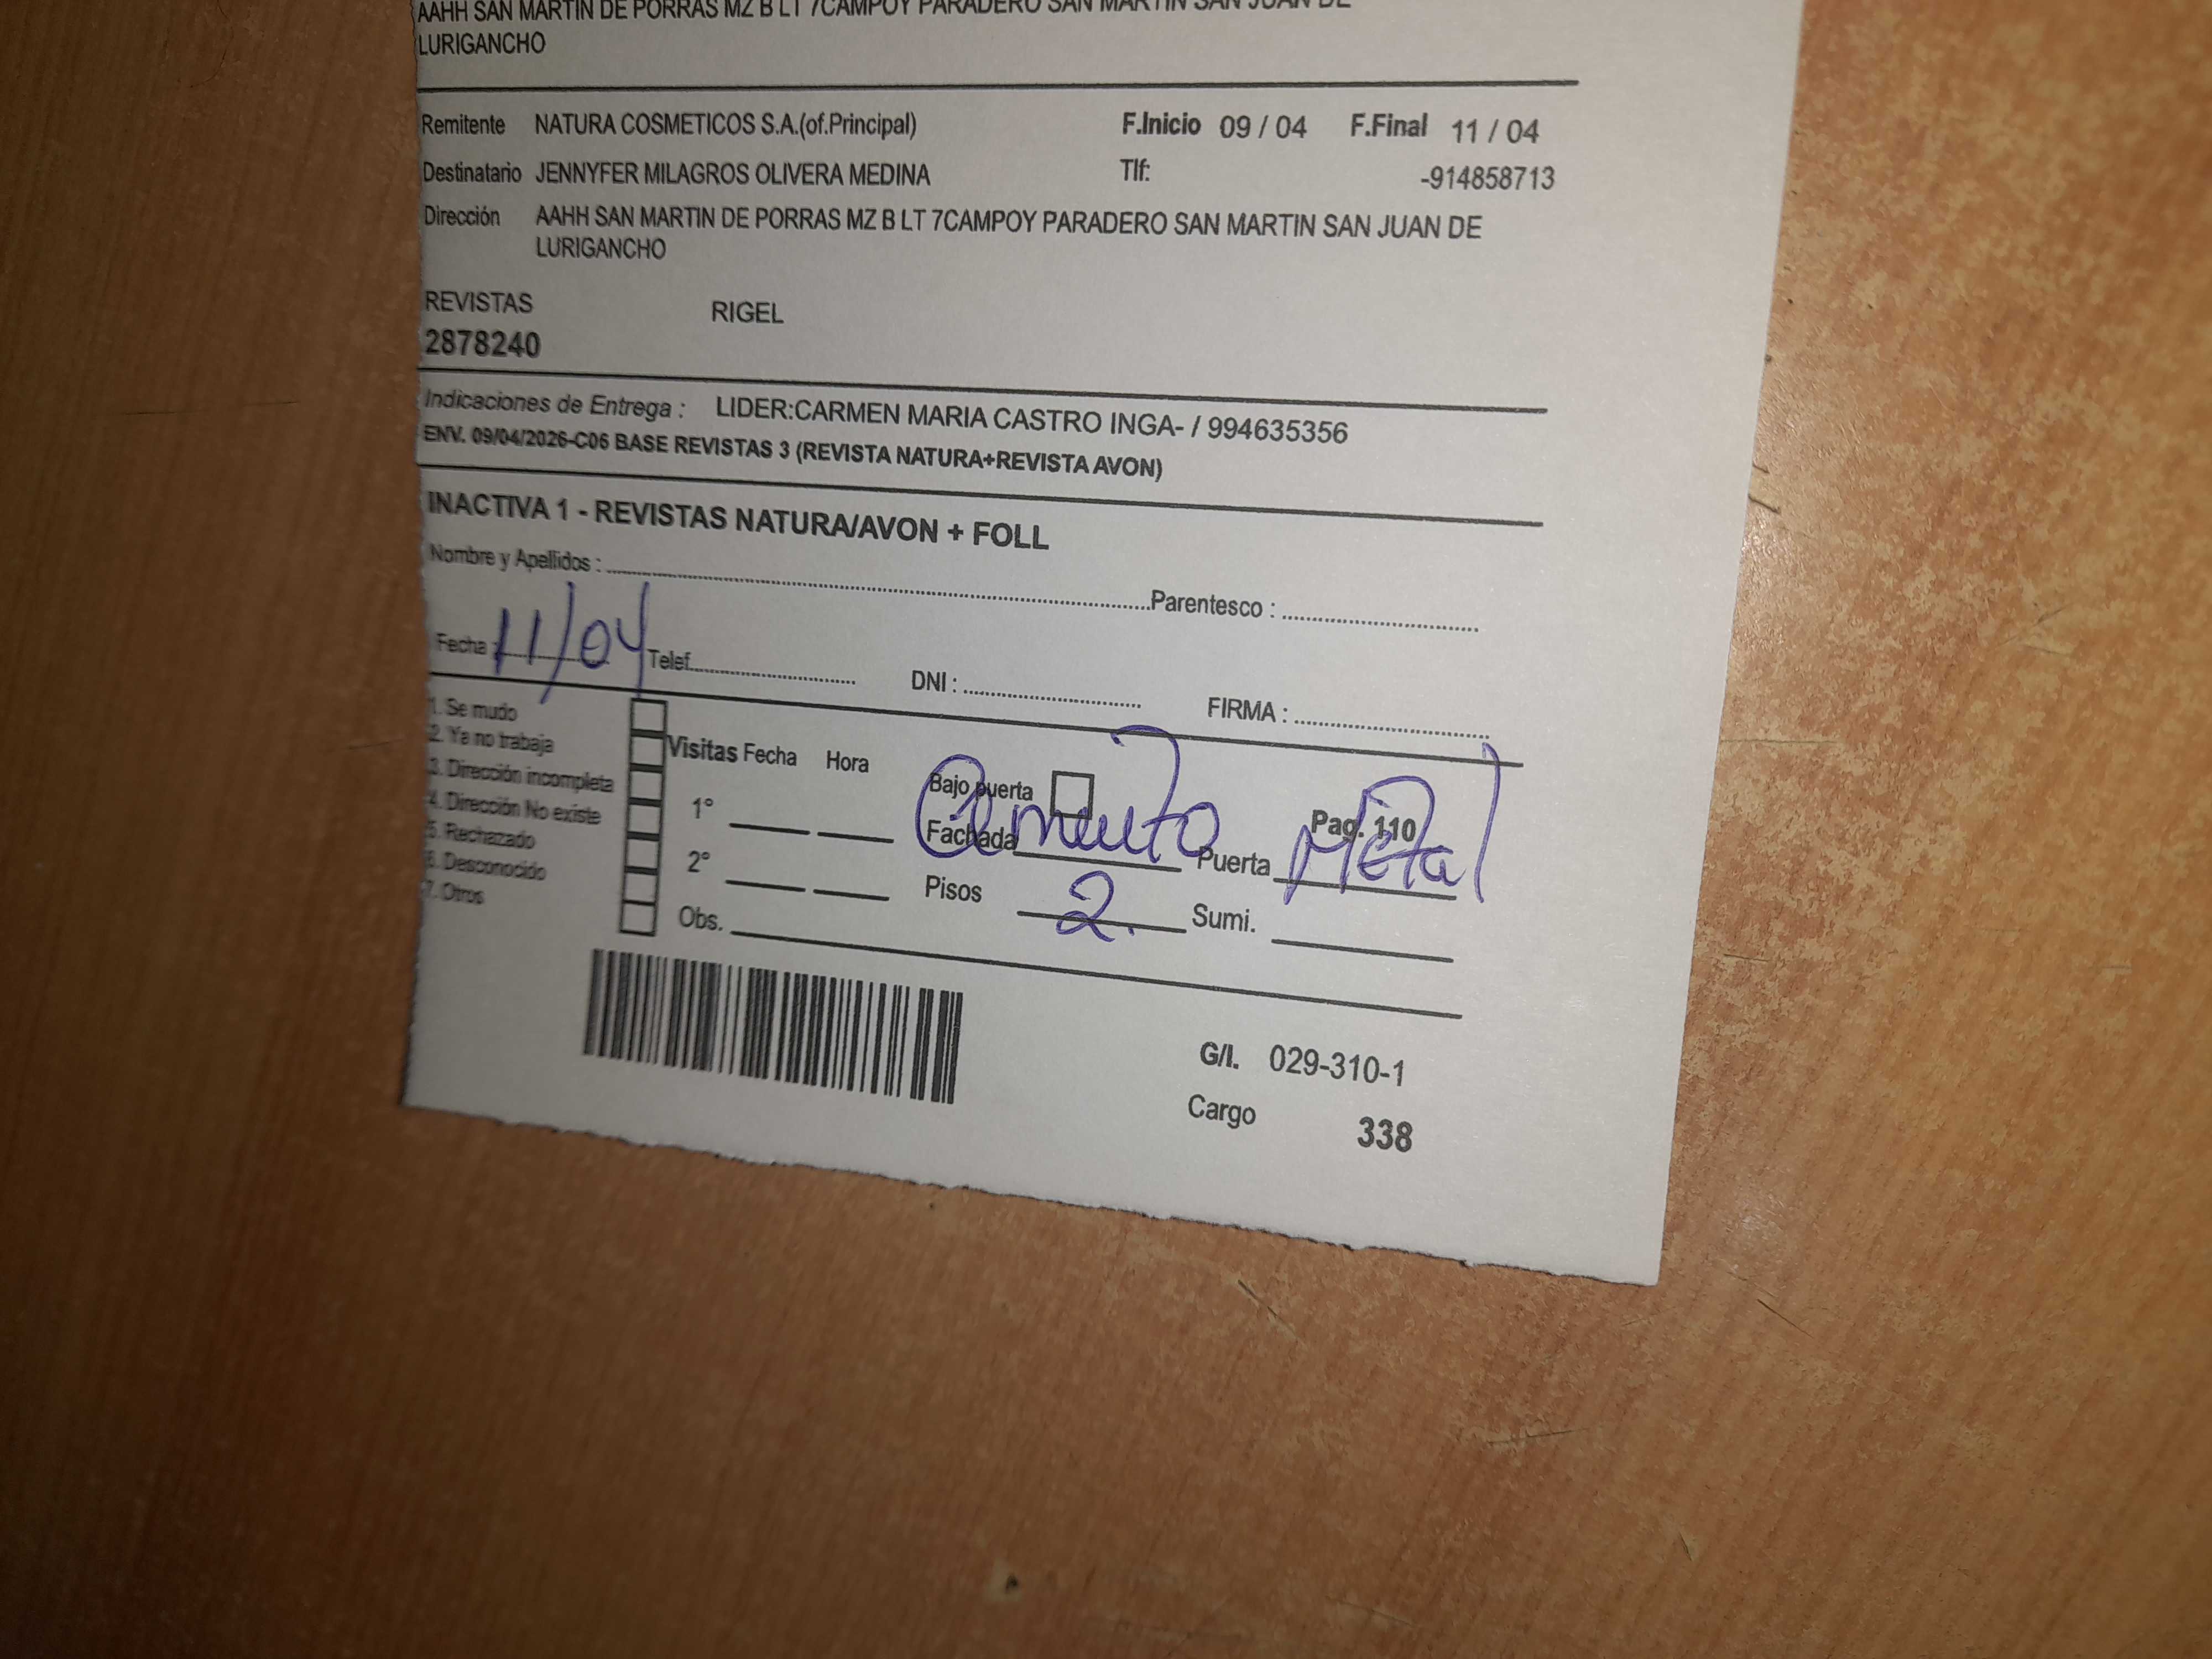 AAHH SAN MARTIN DE PORRAS MZ B LT 7CAMPOY PARADERO SAN MARTIN SAN JUAN DE
LURIGANCHO
Remitente NATURA COSMETICOS S.A.(of.Principal) F.Inicio 09 / 04 F.Final 11 / 04
Destinatario JENNYFER MILAGROS OLIVERA MEDINA Tlf: -914858713
Dirección AAHH SAN MARTIN DE PORRAS MZ B LT 7CAMPOY PARADERO SAN MARTIN SAN JUAN DE
LURIGANCHO
REVISTAS RIGEL
2878240
Indicaciones de Entrega : LIDER:CARMEN MARIA CASTRO INGA- / 994635356
ENV. 09/04/2026-C06 BASE REVISTAS 3 (REVISTA NATURA+REVISTA AVON)
INACTIVA 1 - REVISTAS NATURA/AVON + FOLL
Nombre y Apellidos : Parentesco :
Fecha : 11/04 Telef. DNI : FIRMA :
1. Se mudo
2. Ya no trabaja
3. Dirección incompleta
4. Dirección No existe
5. Rechazado
6. Desconocido
7. Otros
Visitas Fecha Hora
1°
2°
Obs.
Bajo puerta Pag. 110
Fachada Cemento Puerta Metal
Pisos 2. Sumi.
G/I. 029-310-1
Cargo 338